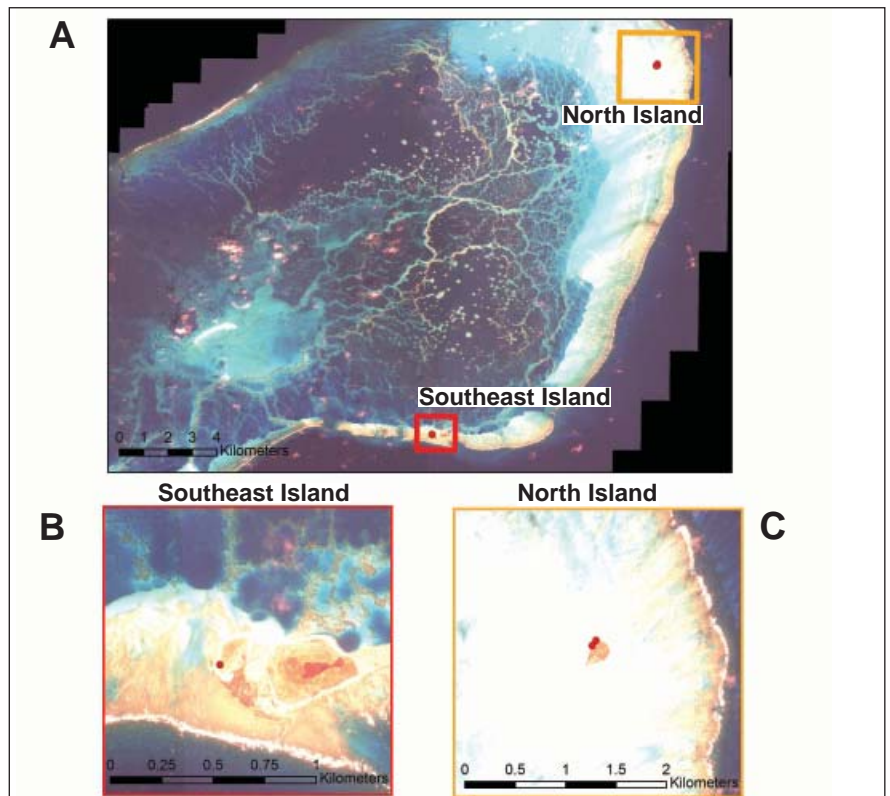 A
North Island
Southeast Island
0 1 2 3 4
Kilometers
Southeast Island
North Island
B
C
0 0.25 0.5 0.75 1
Kilometers
0 0.5 1 1.5 2
Kilometers